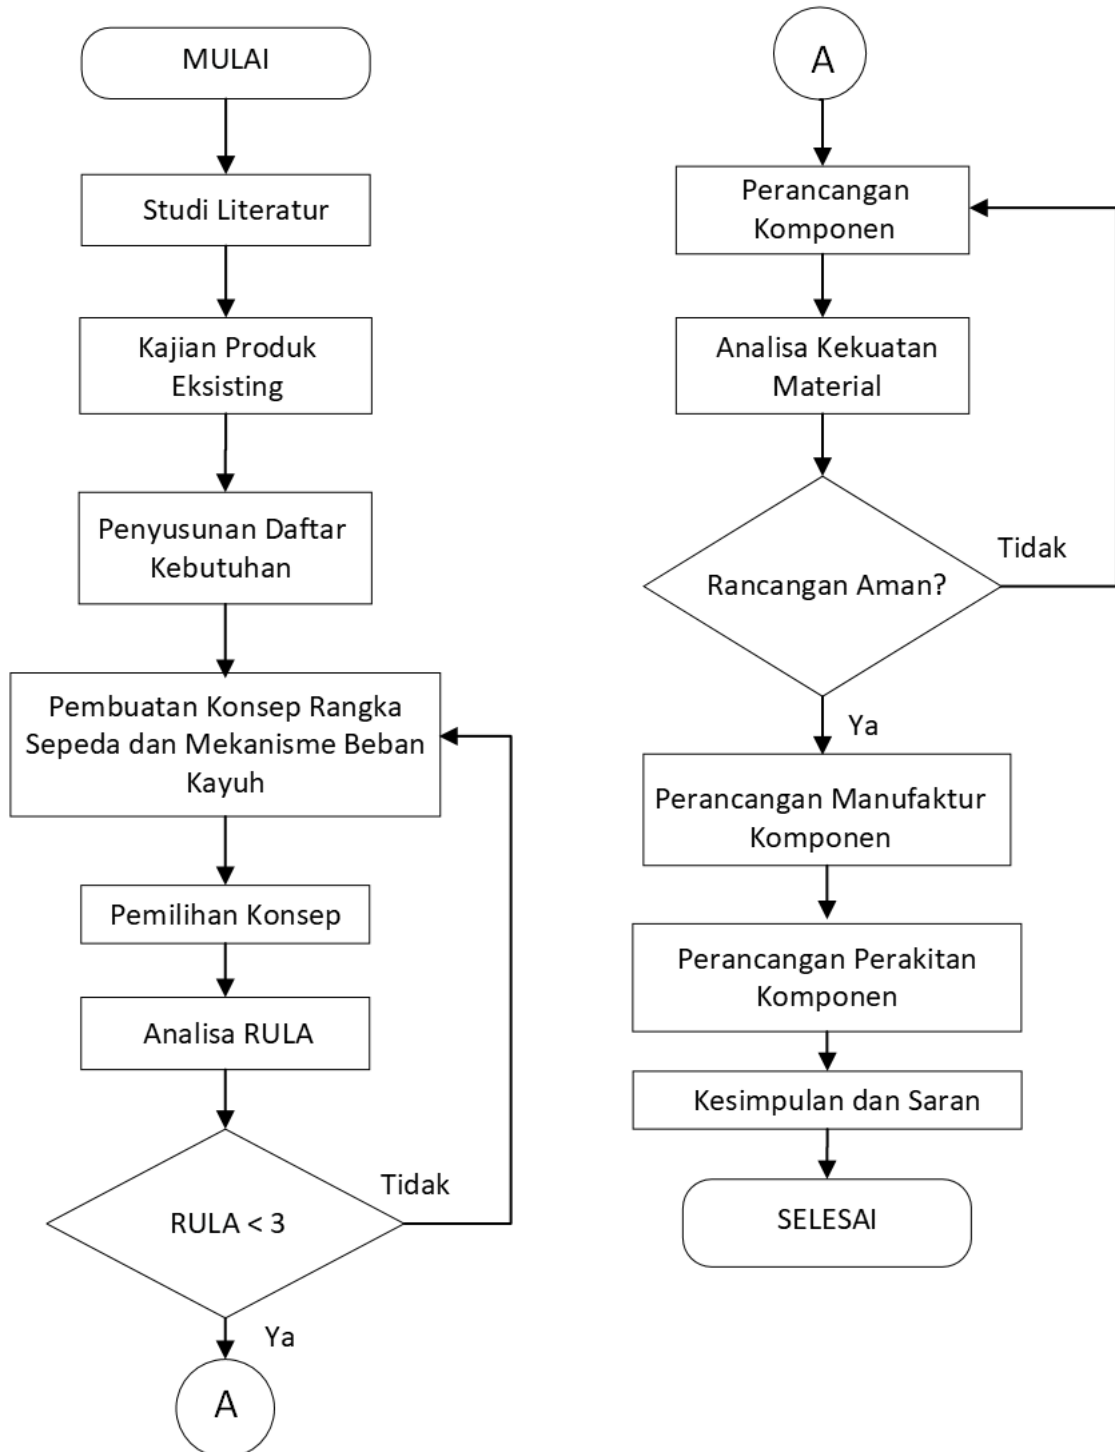 MULAI
Studi Literatur
Kajian Produk
Eksisting
Penyusunan Daftar
Kebutuhan
Pembuatan Konsep Rangka
Sepeda dan Mekanisme Beban
Kayuh
Pemilihan Konsep
Analisa RULA
RULA < 3
Tidak
Ya
A
A
Perancangan
Komponen
Analisa Kekuatan
Material
Rancangan Aman?
Tidak
Ya
Perancangan Manufaktur
Komponen
Perancangan Perakitan
Komponen
Kesimpulan dan Saran
SELESAI